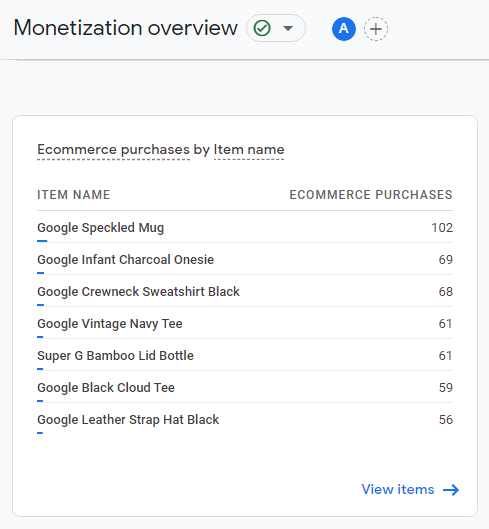 Monetization overview
A
Ecommerce purchases by Item name
ITEM NAME ECOMMERCE PURCHASES
Google Speckled Mug 102
Google Infant Charcoal Onesie 69
Google Crewneck Sweatshirt Black 68
Google Vintage Navy Tee 61
Super G Bamboo Lid Bottle 61
Google Black Cloud Tee 59
Google Leather Strap Hat Black 56
View items